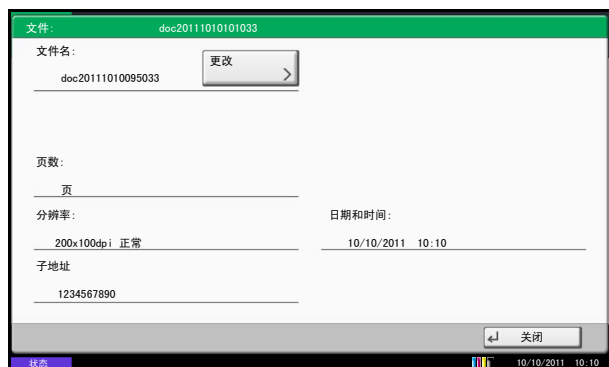 文件: doc20111010101033
文件名:
doc20111010095033
更改
页数:
页
分辨率:
200x100dpi 正常
日期和时间:
10/10/2011 10:10
子地址
1234567890
关闭
状态
10/10/2011 10:10